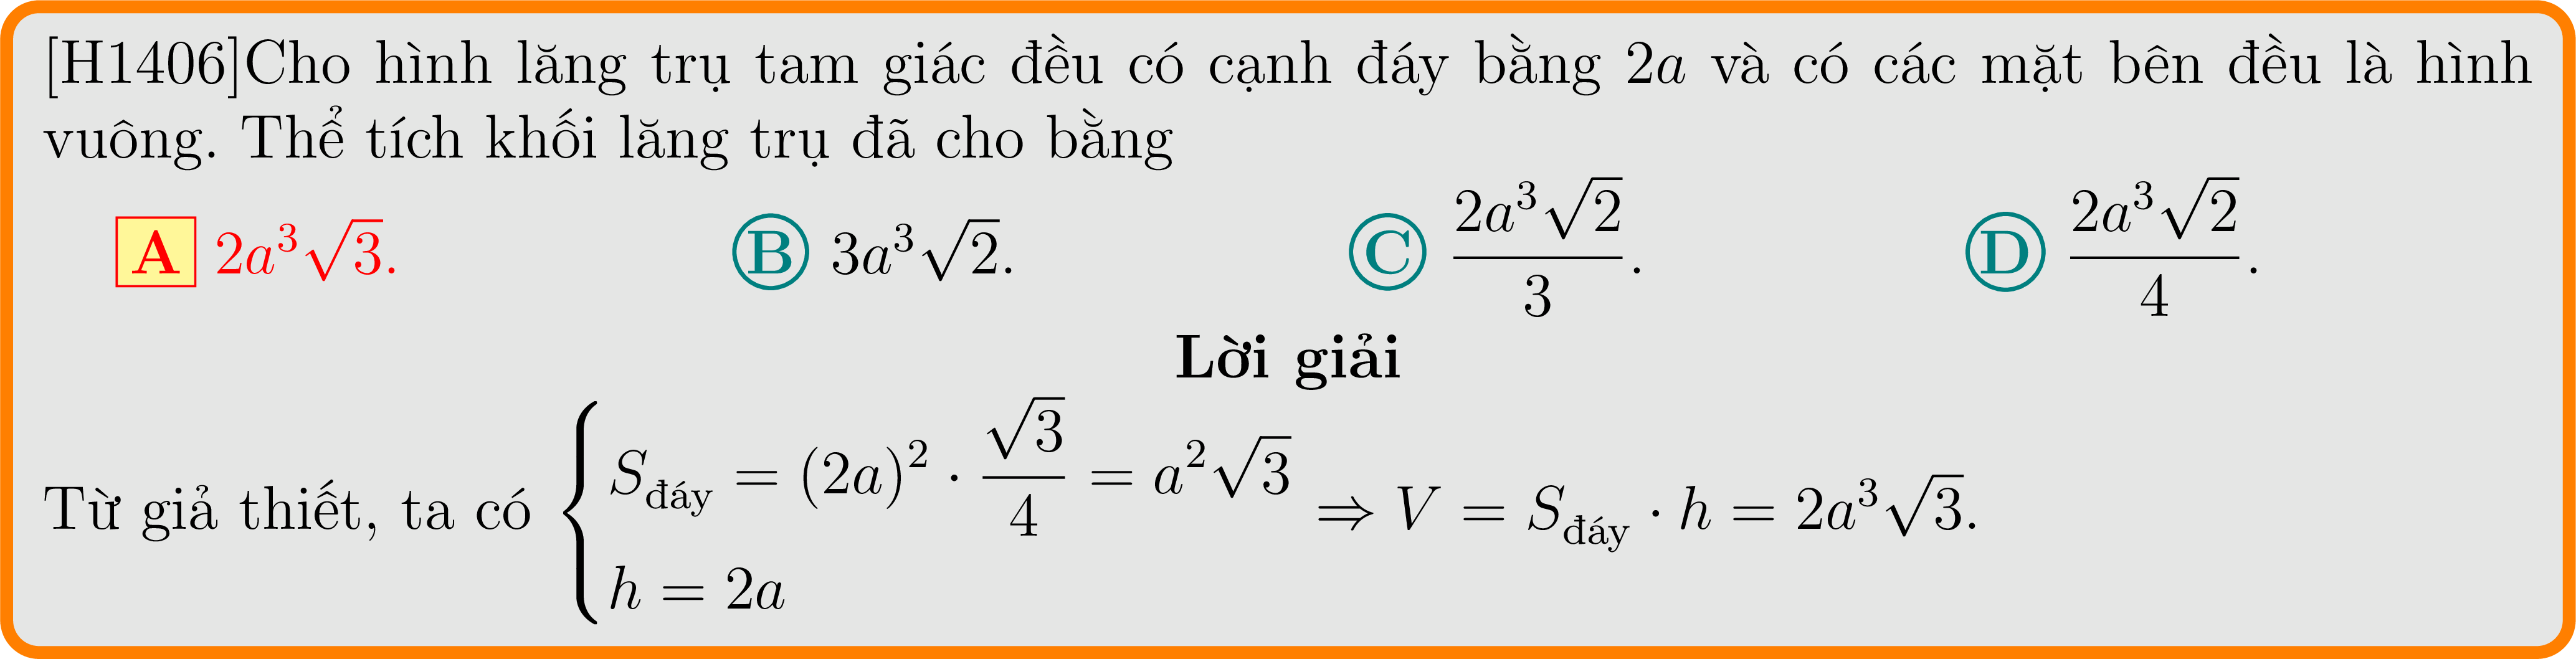 [H1406]Cho hình lăng trụ tam giác đều có cạnh đáy bằng 2a và có các mặt bên đều là hình
vuông. Thể tích khối lăng trụ đã cho bằng
A $2a^3\sqrt{3}$. B $3a^3\sqrt{2}$. C $\dfrac{2a^3\sqrt{2}}{3}$. D $\dfrac{2a^3\sqrt{2}}{4}$.
Lời giải
Từ giả thiết, ta có $\begin{cases} S_{\text{đáy}} = (2a)^2 \cdot \dfrac{\sqrt{3}}{4} = a^2\sqrt{3} \\ h = 2a \end{cases} \Rightarrow V = S_{\text{đáy}} \cdot h = 2a^3\sqrt{3}$.